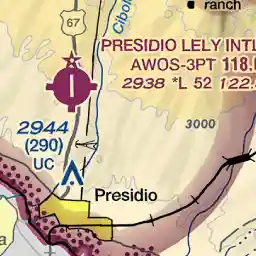 ranch
67
Cibol
PRESIDIO LELY INTL
AWOS-3PT 118.
2938 *L 52 122.
3000
2944
(290)
UC
Presidio